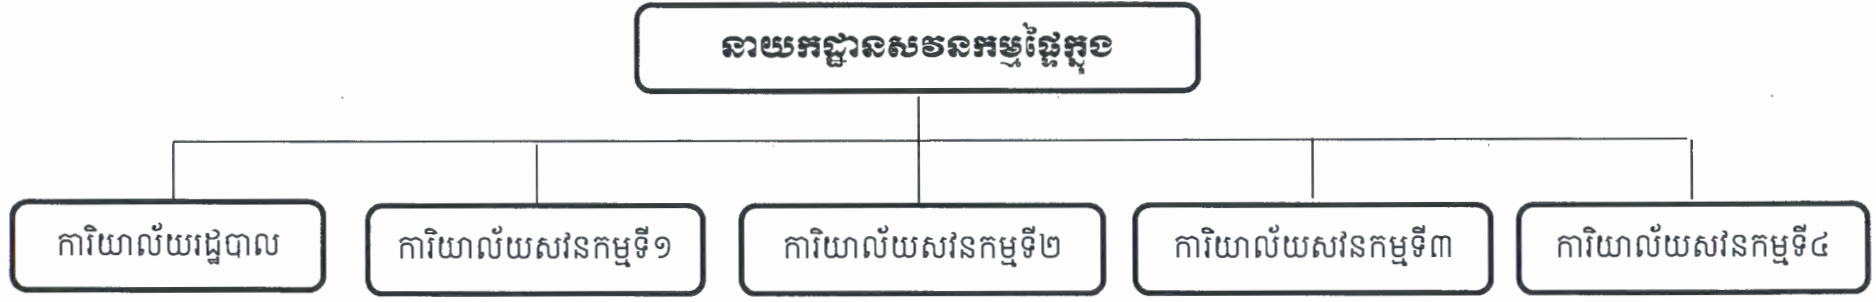 នាយកដ្ឋានសវនកម្មផ្ទៃក្នុង
ការិយាល័យរដ្ឋបាល
ការិយាល័យសវនកម្មទី១
ការិយាល័យសវនកម្មទី២
ការិយាល័យសវនកម្មទី៣
ការិយាល័យសវនកម្មទី៤